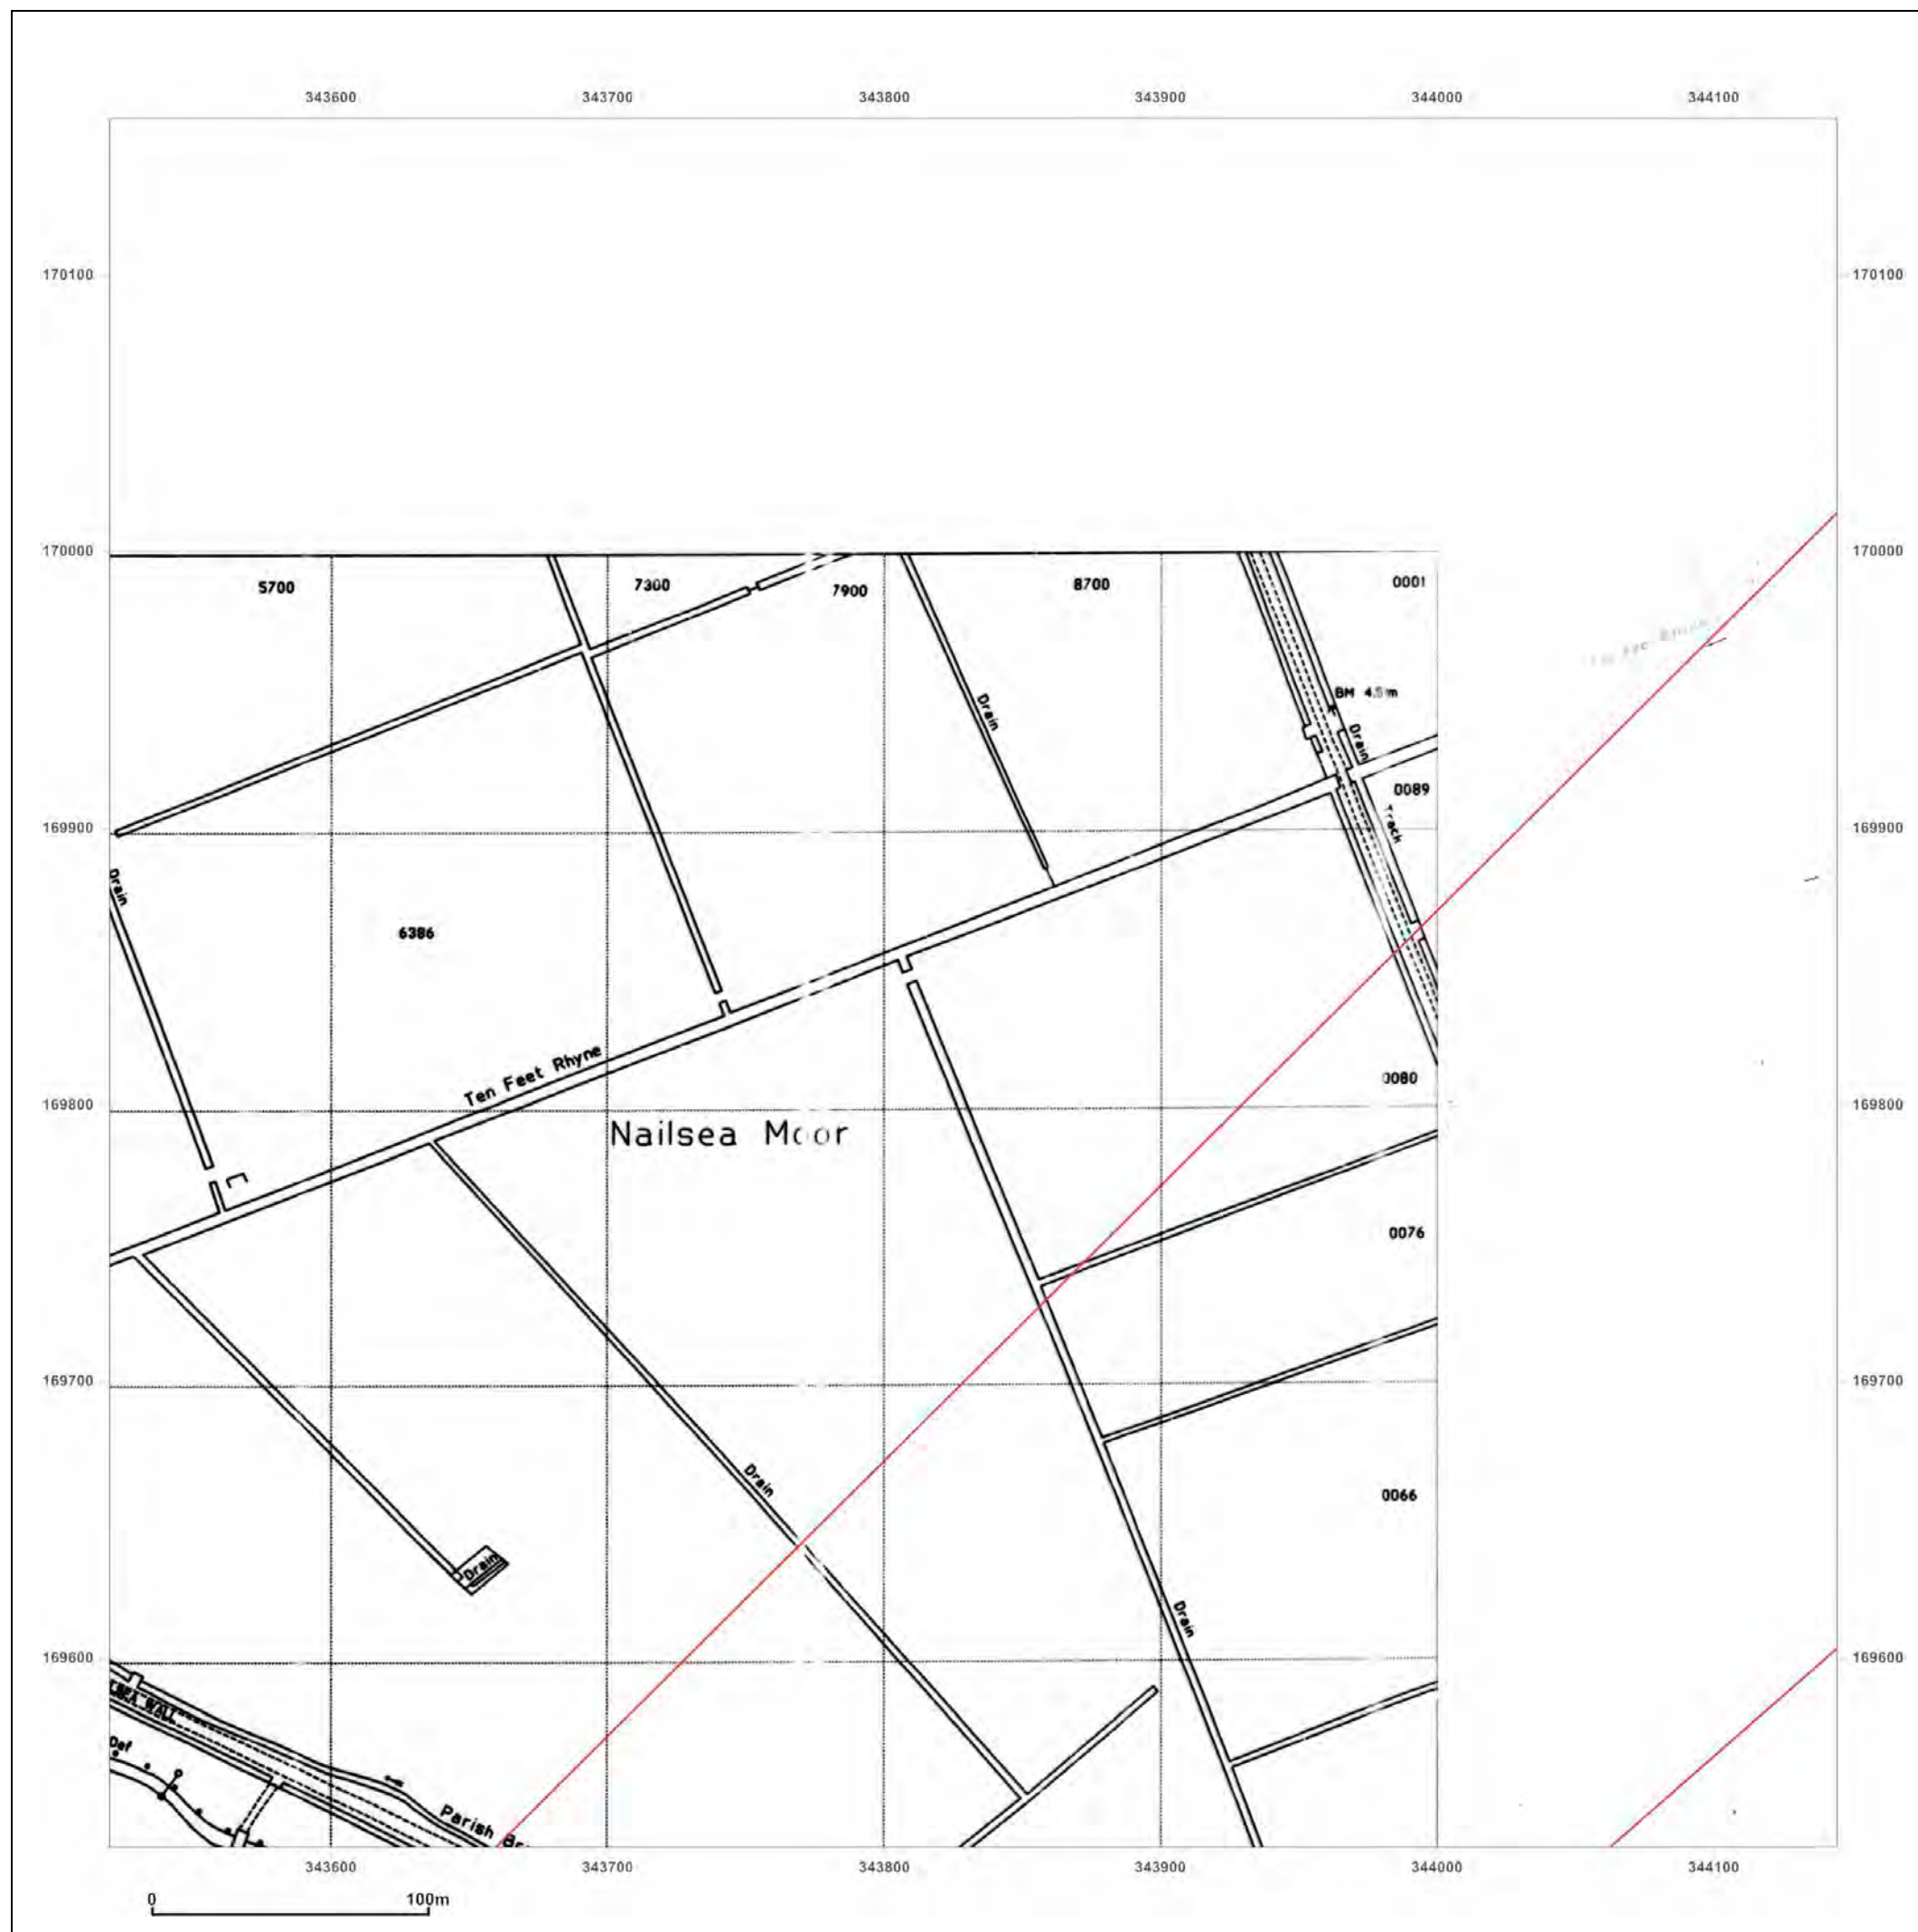 343600 343700 343800 343900 344000 344100
170100 170100
170000 170000
5700 7300 7900 8700 0001
Drain
BM
Drain
0089
169900 169900
Track
Drain
6386
Ten Feet Rhyne
0080
169800 169800
Nailsea Moor
0076
169700 169700
Drain
0066
Drain
Drain
169600 169600
SEA WALL
Def
Parish
343600 343700 343800 343900 344000 344100
0 100m